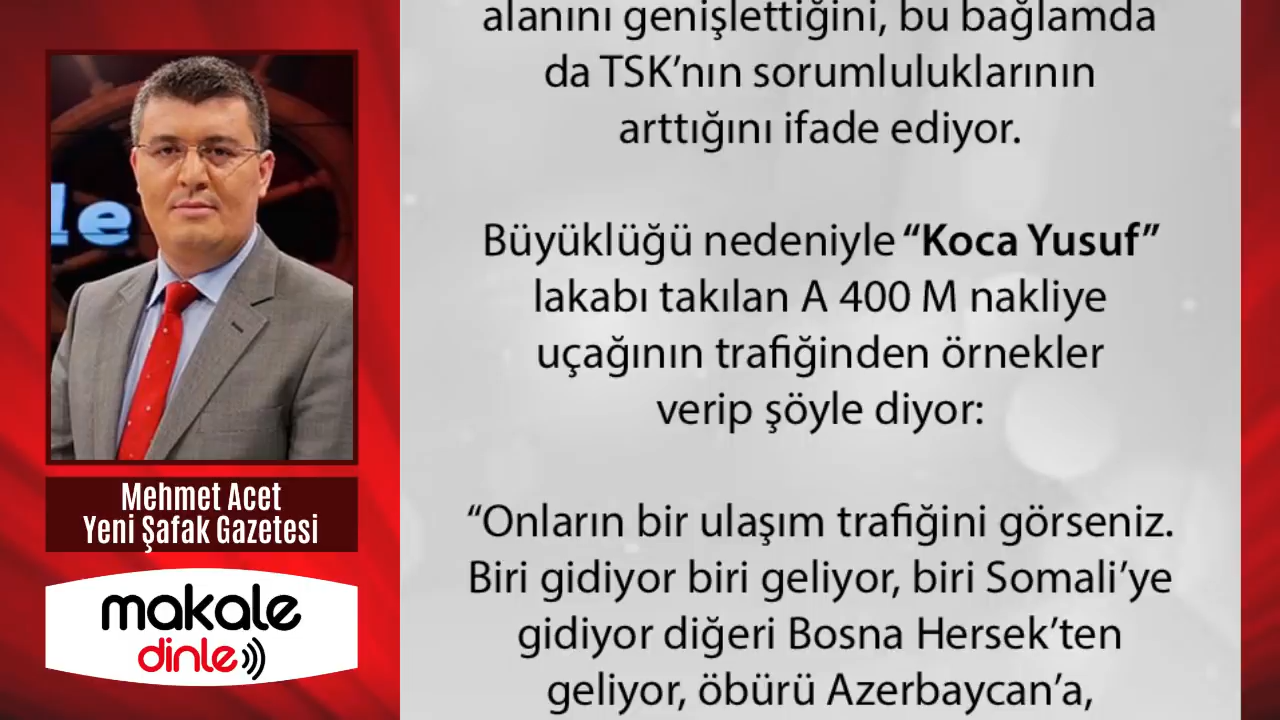 le
Mehmet Acet
Yeni Şafak Gazetesi
makale
dinle
alanını genişlettiğini, bu bağlamda
da TSK’nın sorumluluklarının
arttığını ifade ediyor.
Büyüklüğü nedeniyle “Koca Yusuf”
lakabı takılan A 400 M nakliye
uçağının trafiğinden örnekler
verip şöyle diyor:
“Onların bir ulaşım trafiğini görseniz.
Biri gidiyor biri geliyor, biri Somali’ye
gidiyor diğeri Bosna Hersek’ten
geliyor, öbürü Azerbaycan’a,